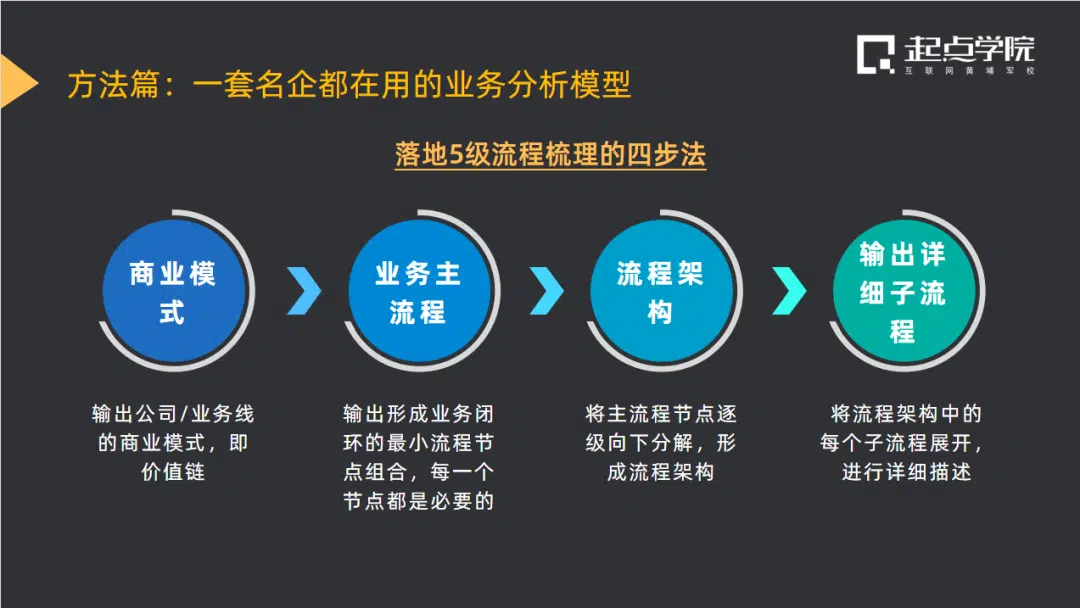 起点学院
互联网黄埔军校
方法篇：一套名企都在用的业务分析模型
落地5级流程梳理的四步法
商业模
式
业务主
流程
流程架
构
输出详
细子流
程
输出公司/业务线
的商业模式，即
价值链
输出形成业务闭
环的最小流程节
点组合，每一个
节点都是必要的
将主流程节点逐
级向下分解，形
成流程架构
将流程架构中的
每个子流程展开，
进行详细描述